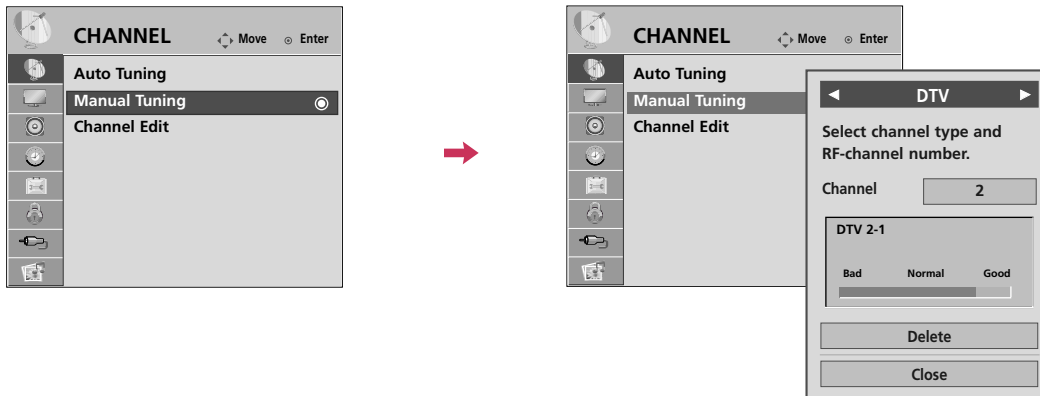 CHANNEL Move Enter
Auto Tuning
Manual Tuning
Channel Edit
CHANNEL Move Enter
Auto Tuning
Manual Tuning
Channel Edit
DTV
Select channel type and
RF-channel number.
Channel 2
DTV 2-1
Bad Normal Good
Delete
Close